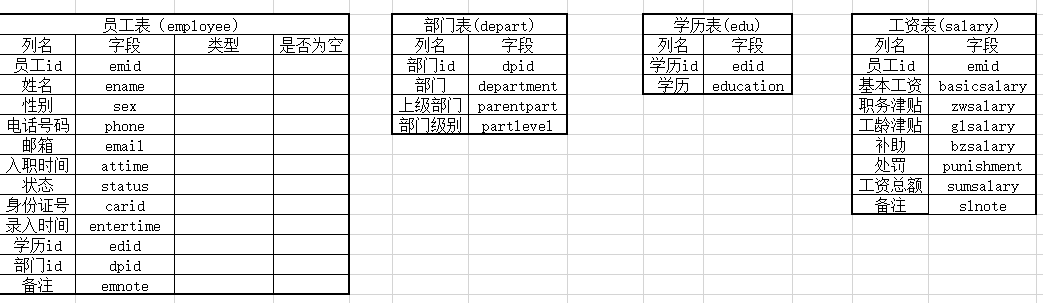 员工表（employee）
列名 字段 类型 是否为空
员工id emid
姓名 ename
性别 sex
电话号码 phone
邮箱 email
入职时间 attime
状态 status
身份证号 carid
录入时间 entertime
学历id edid
部门id dpid
备注 emnote
部门表(depart)
列名 字段
部门id dpid
部门 department
上级部门 parentpart
部门级别 partlevel
学历表(edu)
列名 字段
学历id edid
学历 education
工资表(salary)
列名 字段
员工id emid
基本工资 basicsalary
职务津贴 zwsalary
工龄津贴 glsalary
补助 bzsalary
处罚 punishment
工资总额 sumsalary
备注 slnote